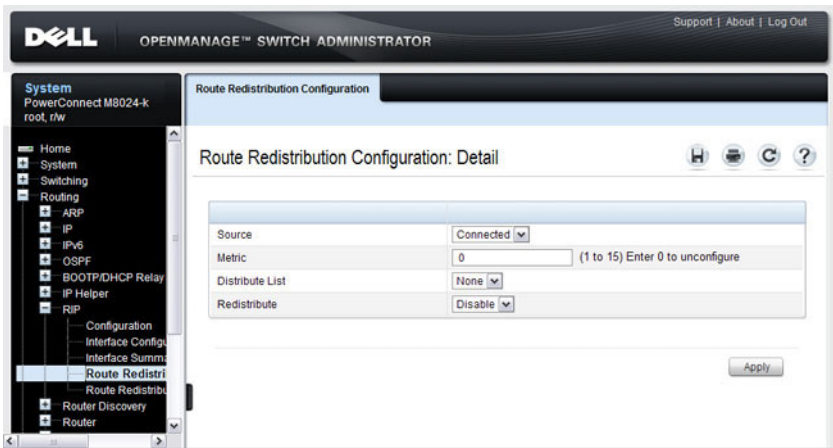 Support | About | Log Out
DELL OPENMANAGE™ SWITCH ADMINISTRATOR
System
PowerConnect M8024-k
root, r/w
Home
System
Switching
Routing
ARP
IP
IPv6
OSPF
BOOTP/DHCP Relay
IP Helper
RIP
Configuration
Interface Configu
Interface Summa
Route Redistri
Route Redistribu
Router Discovery
Router
Route Redistribution Configuration
Route Redistribution Configuration: Detail
Source Connected
Metric 0 (1 to 15) Enter 0 to unconfigure
Distribute List None
Redistribute Disable
Apply